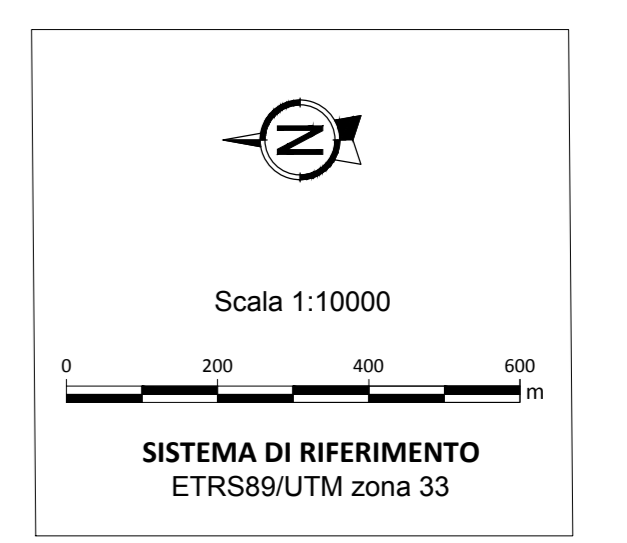 N
Scala 1:10000
0 200 400 600
m
SISTEMA DI RIFERIMENTO
ETRS89/UTM zona 33